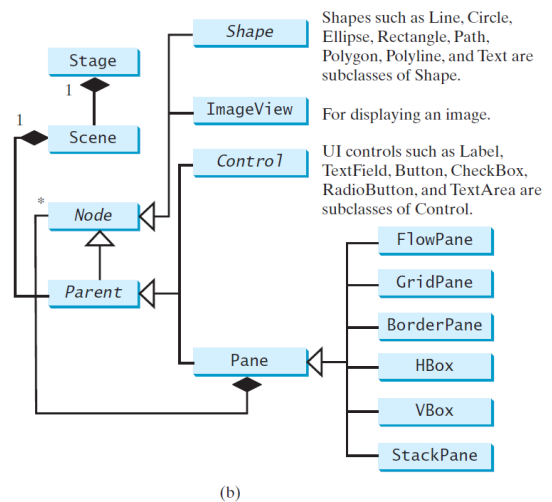 Shape
Shapes such as Line, Circle,
Ellipse, Rectangle, Path,
Polygon, Polyline, and Text are
subclasses of Shape.
Stage
1
ImageView
For displaying an image.
1
Scene
Control
UI controls such as Label,
TextField, Button, CheckBox,
RadioButton, and TextArea are
subclasses of Control.
*
Node
FlowPane
Parent
GridPane
BorderPane
Pane
HBox
VBox
StackPane
(b)